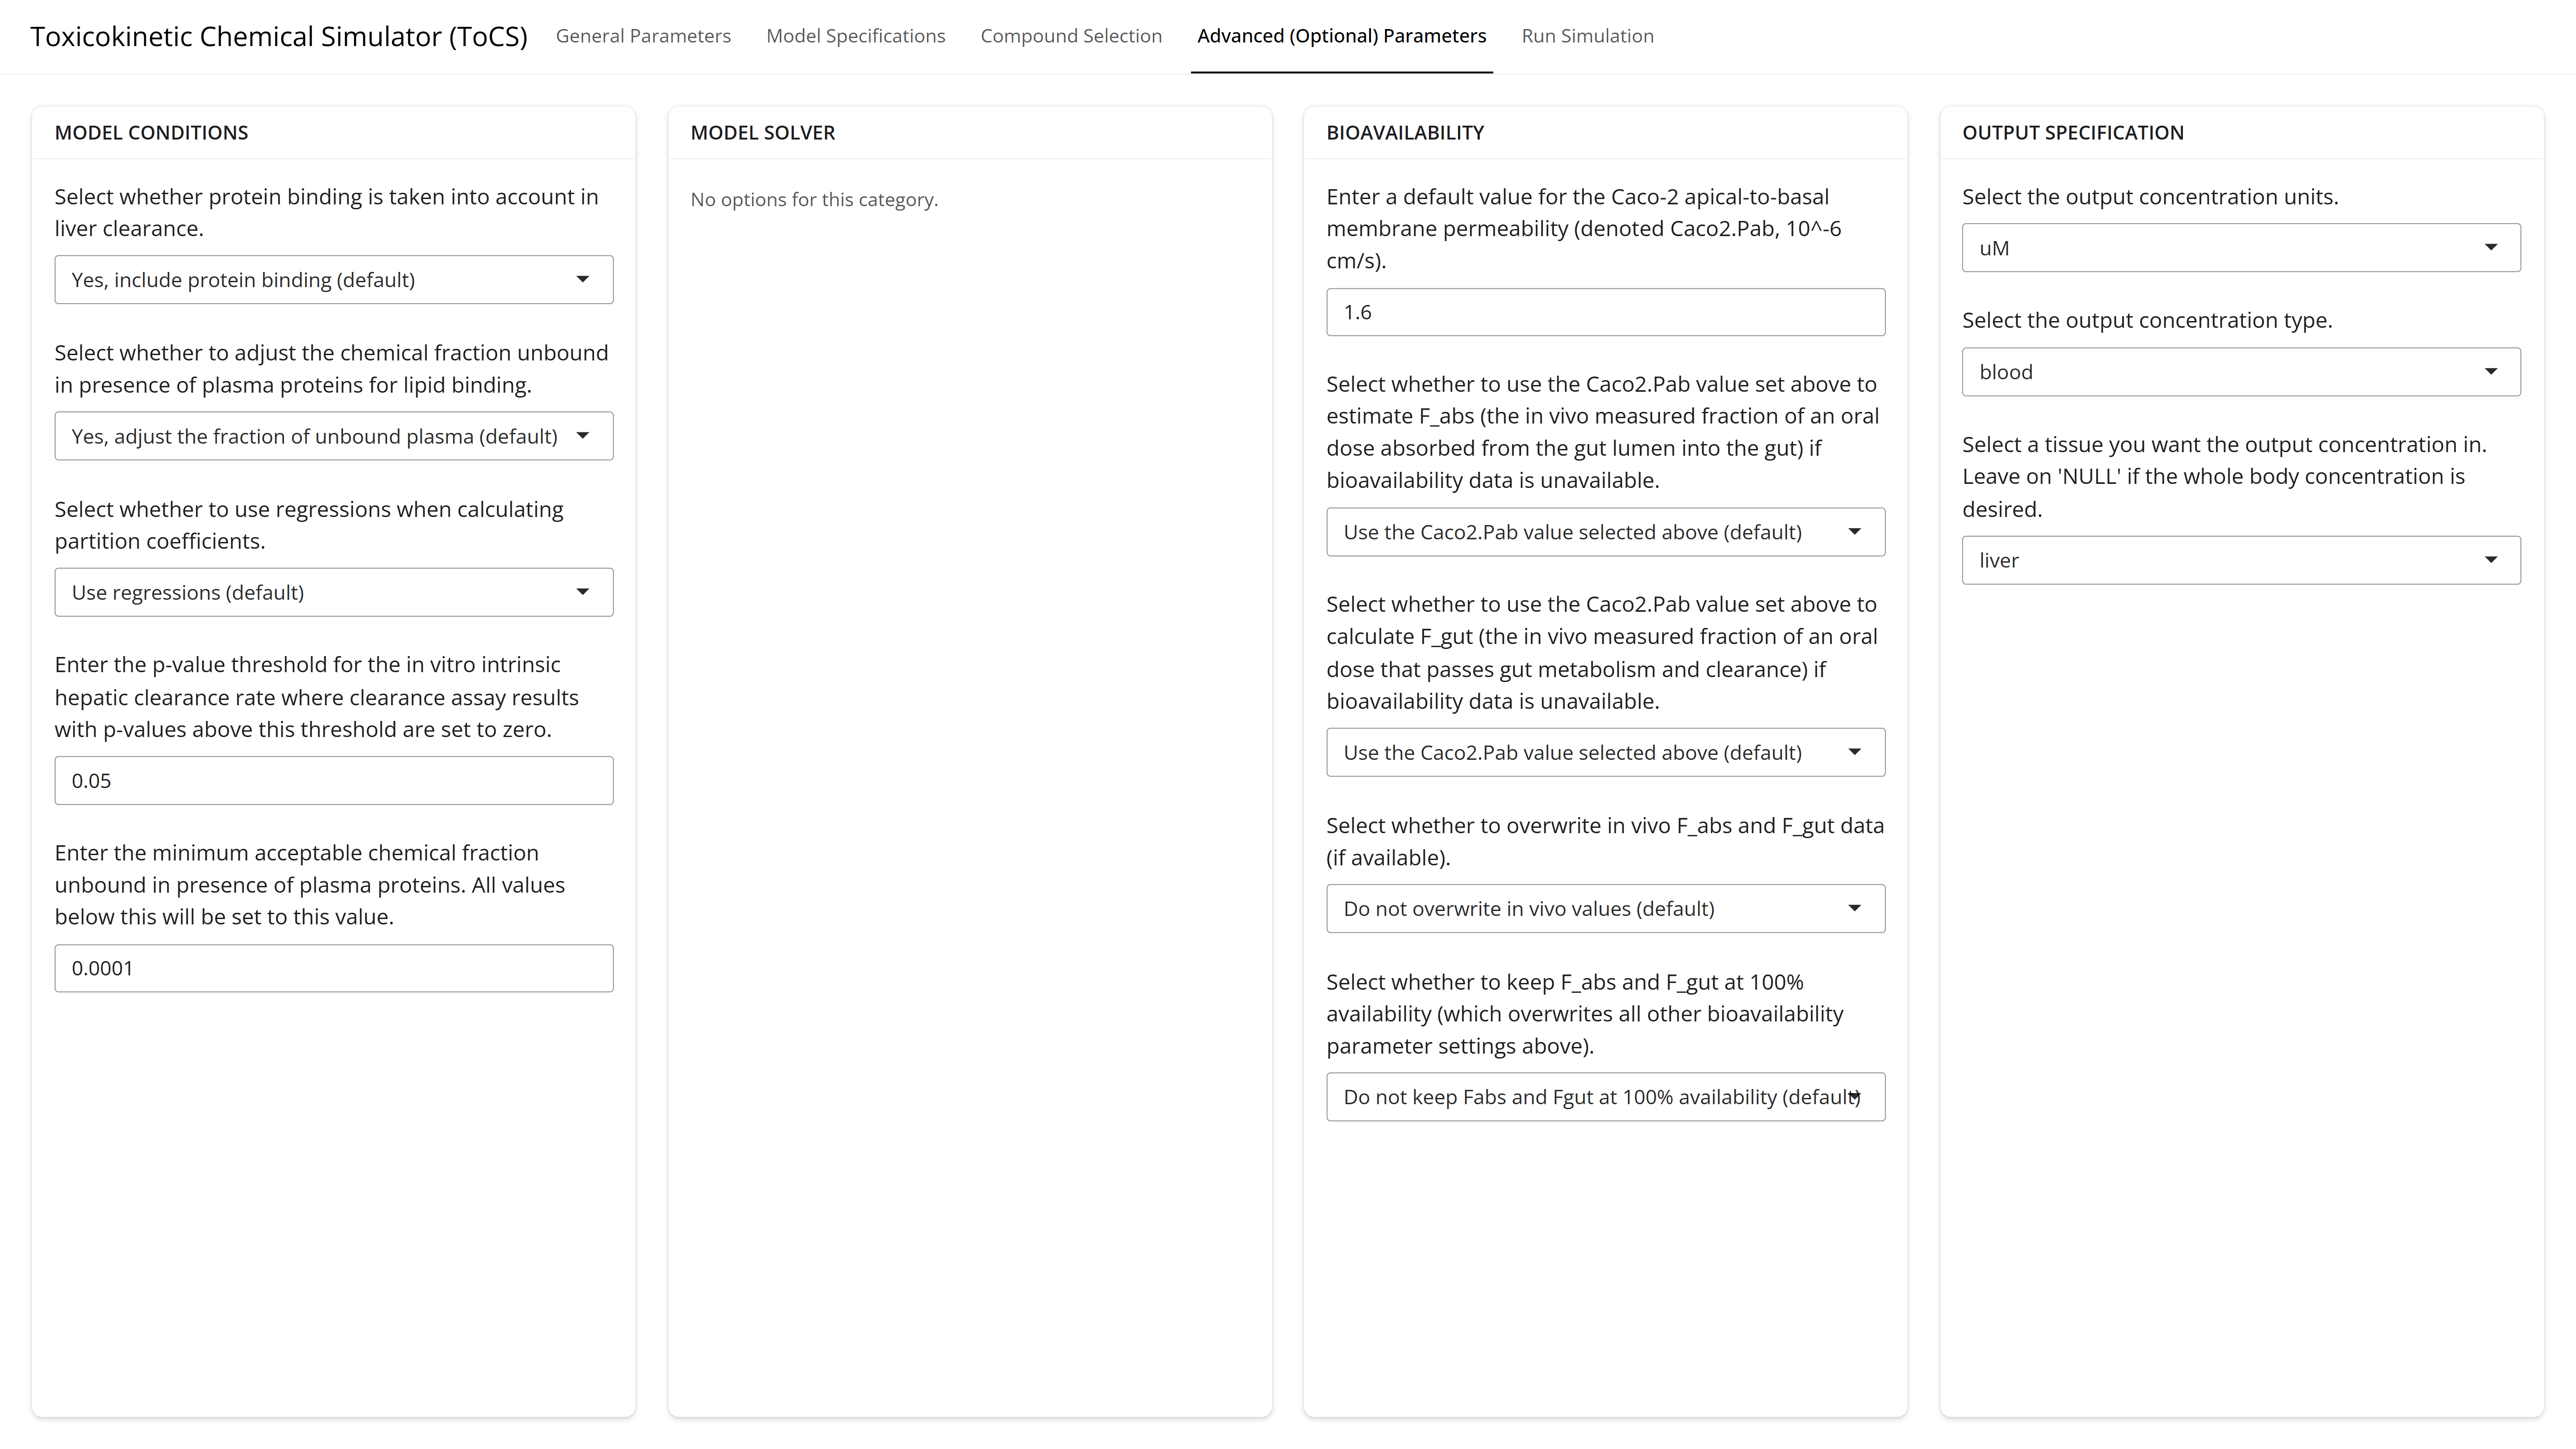 Toxicokinetic Chemical Simulator (ToCS)
General Parameters
Model Specifications
Compound Selection
Advanced (Optional) Parameters
Run Simulation
MODEL CONDITIONS
Select whether protein binding is taken into account in
liver clearance.
Yes, include protein binding (default)
Select whether to adjust the chemical fraction unbound
in presence of plasma proteins for lipid binding.
Yes, adjust the fraction of unbound plasma (default)
Select whether to use regressions when calculating
partition coefficients.
Use regressions (default)
Enter the p-value threshold for the in vitro intrinsic
hepatic clearance rate where clearance assay results
with p-values above this threshold are set to zero.
0.05
Enter the minimum acceptable chemical fraction
unbound in presence of plasma proteins. All values
below this will be set to this value.
0.0001
MODEL SOLVER
No options for this category.
BIOAVAILABILITY
Enter a default value for the Caco-2 apical-to-basal
membrane permeability (denoted Caco2.Pab, 10^-6
cm/s).
1.6
Select whether to use the Caco2.Pab value set above to
estimate F_abs (the in vivo measured fraction of an oral
dose absorbed from the gut lumen into the gut) if
bioavailability data is unavailable.
Use the Caco2.Pab value selected above (default)
Select whether to use the Caco2.Pab value set above to
calculate F_gut (the in vivo measured fraction of an oral
dose that passes gut metabolism and clearance) if
bioavailability data is unavailable.
Use the Caco2.Pab value selected above (default)
Select whether to overwrite in vivo F_abs and F_gut data
(if available).
Do not overwrite in vivo values (default)
Select whether to keep F_abs and F_gut at 100%
availability (which overwrites all other bioavailability
parameter settings above).
Do not keep Fabs and Fgut at 100% availability (default)
OUTPUT SPECIFICATION
Select the output concentration units.
uM
Select the output concentration type.
blood
Select a tissue you want the output concentration in.
Leave on 'NULL' if the whole body concentration is
desired.
liver